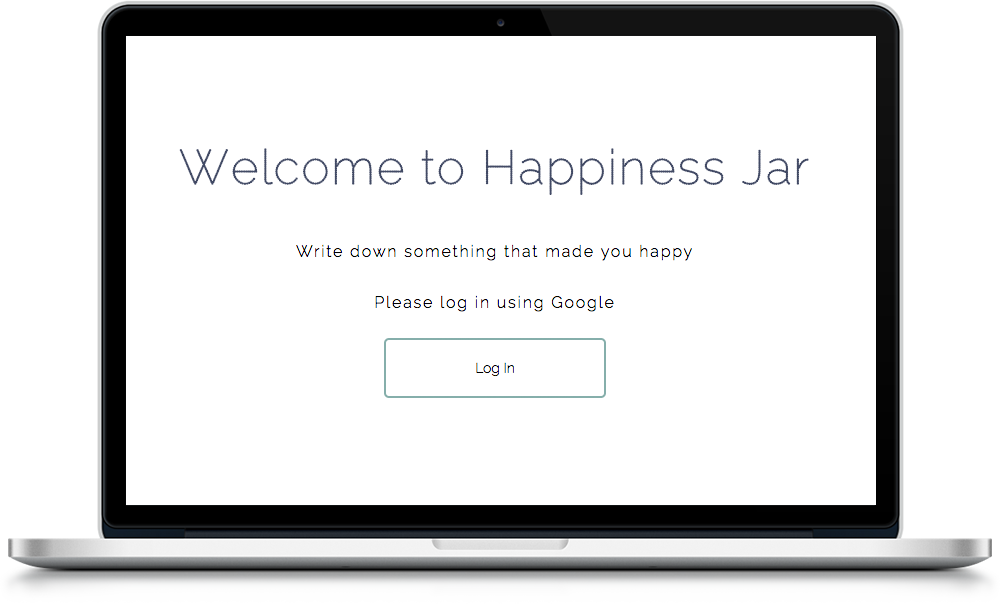 Welcome to Happiness Jar
Write down something that made you happy
Please log in using Google
Log In